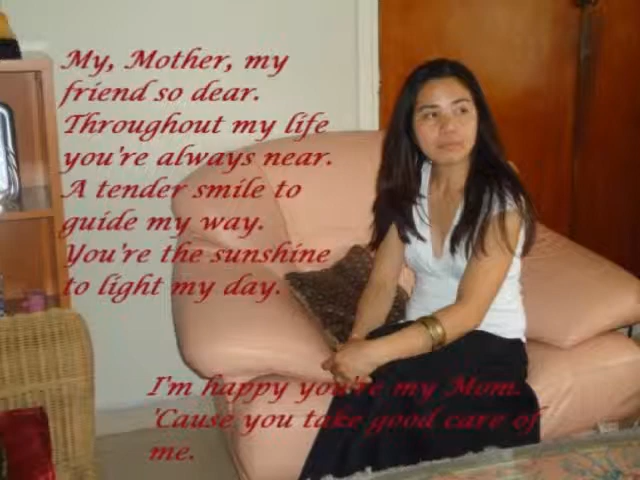 My, Mother, my
friend so dear.
Throughout my life
you're always near.
A tender smile to
guide my way.
You're the sunshine
to light my day.
I'm happy you're my Mom.
'Cause you take good care of
me.